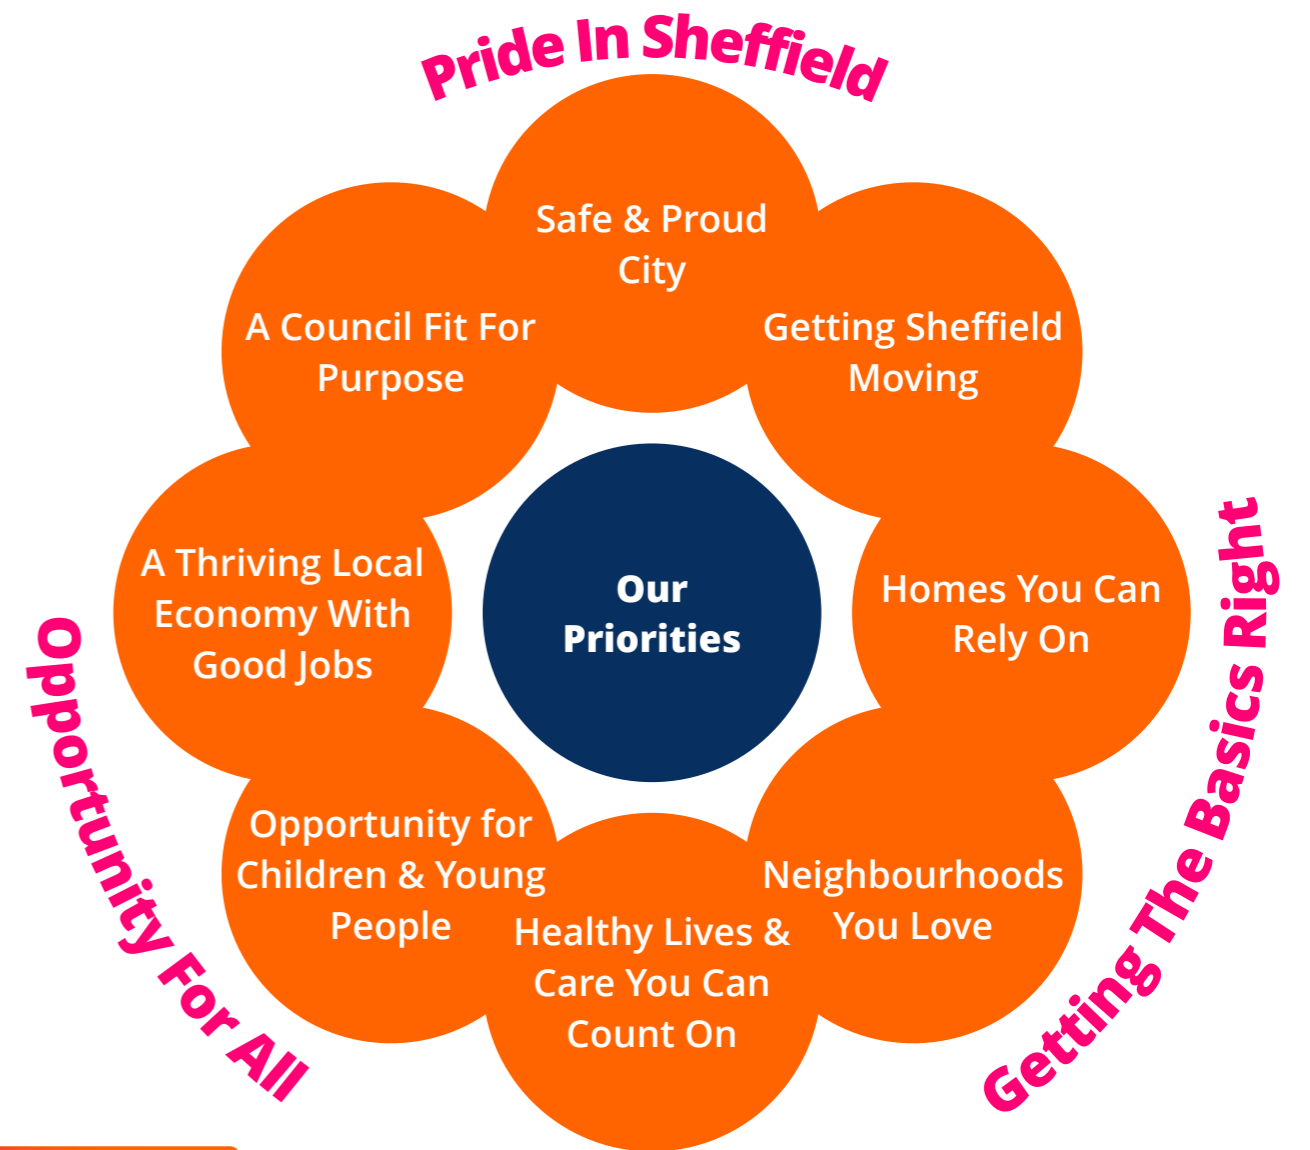 Pride In Sheffield
Safe & Proud
City
Getting Sheffield
Moving
Homes You Can
Rely On
Neighbourhoods
You Love
Healthy Lives &
Care You Can
Count On
Opportunity for
Children & Young
People
A Thriving Local
Economy With
Good Jobs
A Council Fit For
Purpose
Our
Priorities
Getting The Basics Right
Opportunity For All